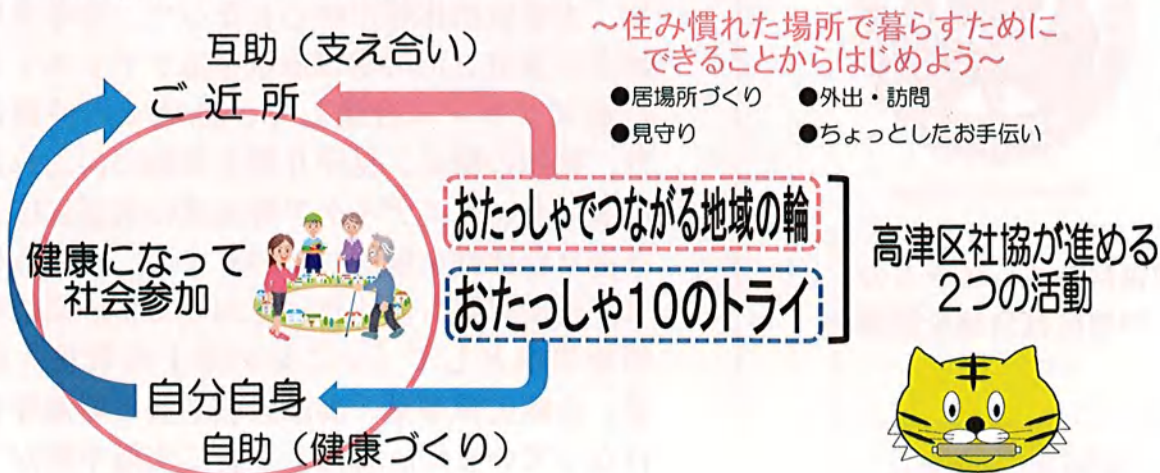 ～住み慣れた場所で暮らすために
できることからはじめよう～
●居場所づくり ●外出・訪問
●見守り ●ちょっとしたお手伝い
互助（支え合い）
ご近所
おたっしゃでつながる地域の輪
おたっしゃ10のトライ
高津区社協が進める
2つの活動
健康になって
社会参加
自分自身
自助（健康づくり）